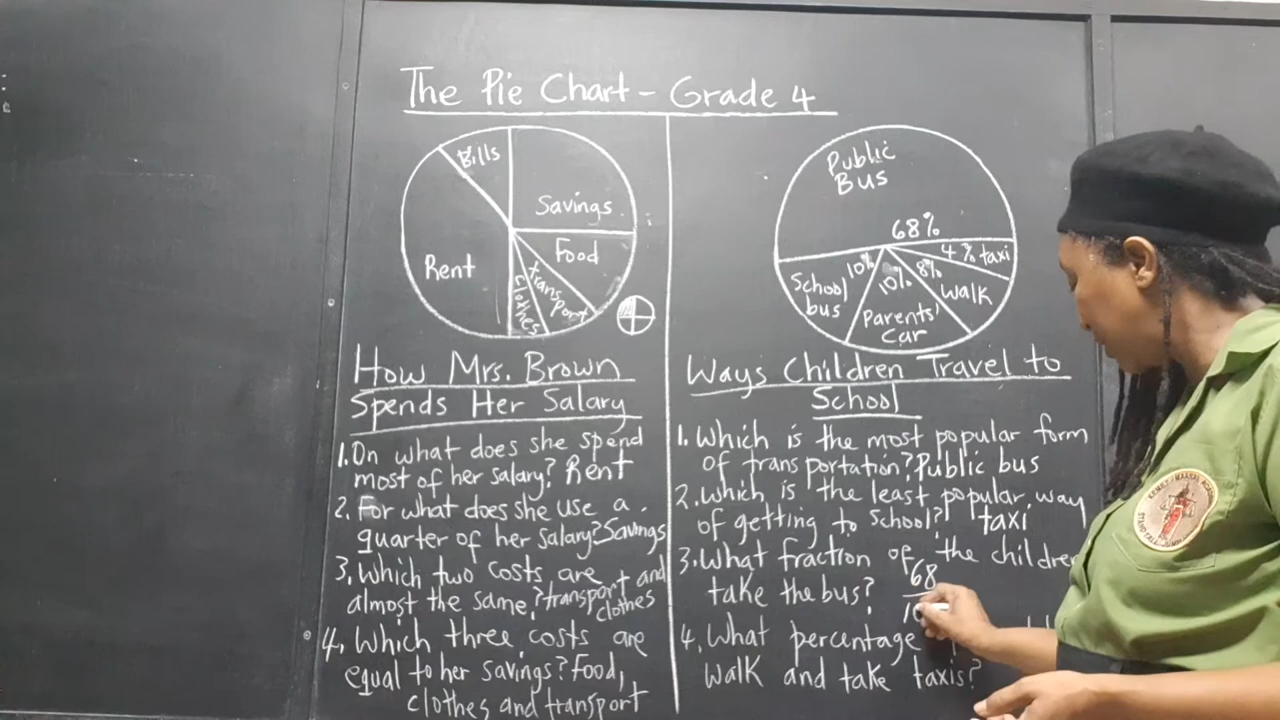 The Pie Chart - Grade 4
Bills
Savings
Food
Transport
Clothes
Rent
How Mrs. Brown
Spends Her Salary
1. On what does she spend
most of her salary? Rent
2. For what does she use a
quarter of her salary? Savings
3. Which two costs are
almost the same? transport and
clothes
4. Which three costs are
equal to her savings? Food,
clothes and transport
Public
Bus
68%
4% taxi
8%
Walk
10%
Parents'
Car
10%
School
bus
Ways Children Travel to
School
1. Which is the most popular form
of transportation? Public bus
2. Which is the least popular way
of getting to school? taxi
3. What fraction of the children
take the bus? 68
4. What percentage
walk and take taxis?